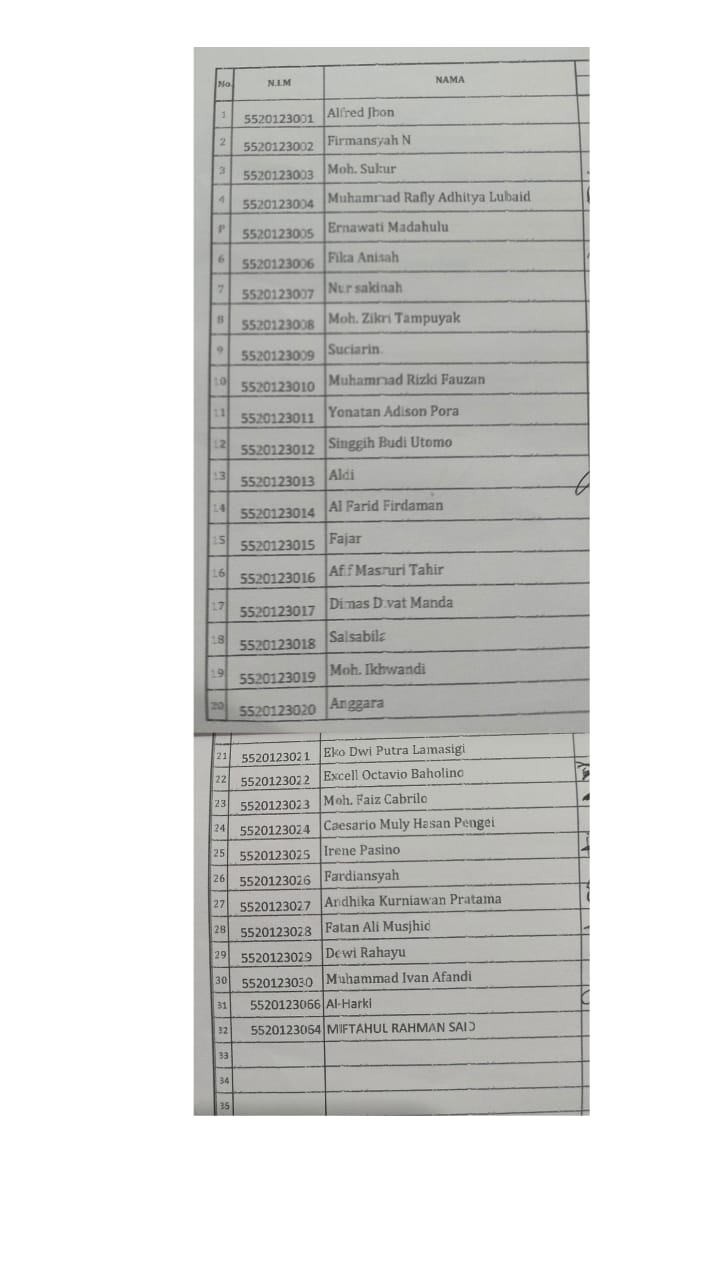 No. N.I.M NAMA
1 5520123001 Alfred Jhon
2 5520123002 Firmansyah N
3 5520123003 Moh. Sukur
4 5520123004 Muhammad Rafly Adhitya Lubaid
5520123005 Ernawati Madahulu
6 5520123006 Fika Anisah
7 5520123007 Nur sakinah
8 5520123008 Moh. Zikri Tampuyak
9 5520123009 Suciarin
10 5520123010 Muhammad Rizki Fauzan
11 5520123011 Yonatan Adison Pora
12 5520123012 Singgih Budi Utomo
13 5520123013 Aldi
14 5520123014 Al Farid Firdaman
15 5520123015 Fajar
16 5520123016 Afif Masruri Tahir
17 5520123017 Dimas Divat Manda
18 5520123018 Salsabila
19 5520123019 Moh. Ikhwandi
20 5520123020 Anggara
21 5520123021 Eko Dwi Putra Lamasigi
22 5520123022 Excell Octavio Baholino
23 5520123023 Moh. Faiz Cabrilo
24 5520123024 Caesario Muly Hasan Pengei
25 5520123025 Irene Pasino
26 5520123026 Fardiansyah
27 5520123027 Andhika Kurniawan Pratama
28 5520123028 Fatan Ali Musjhid
29 5520123029 Dewi Rahayu
30 5520123030 Muhammad Ivan Afandi
31 5520123066 Al-Harki
32 5520123064 MIFTAHUL RAHMAN SAID
33
34
35